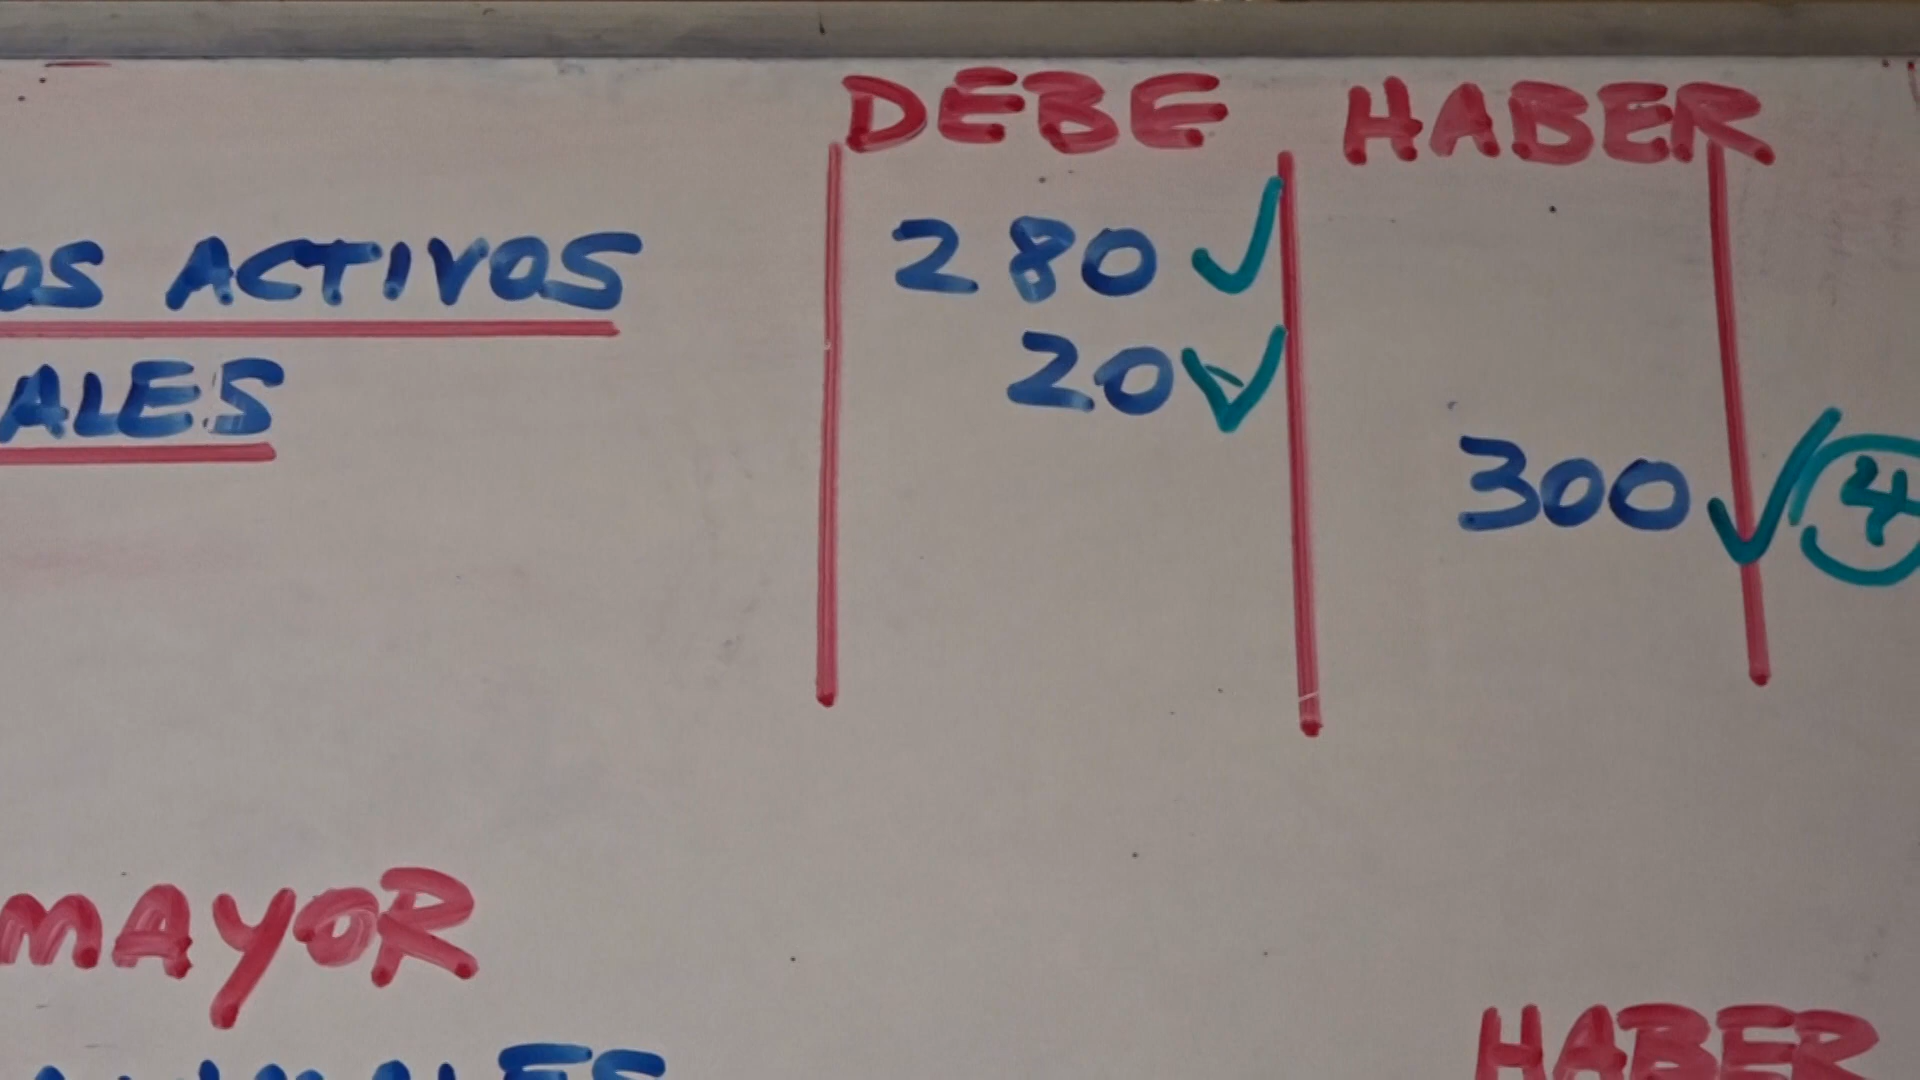 DEBE HABER
OS ACTIVOS 280
ALES 20
300 4
MAYOR
HABER